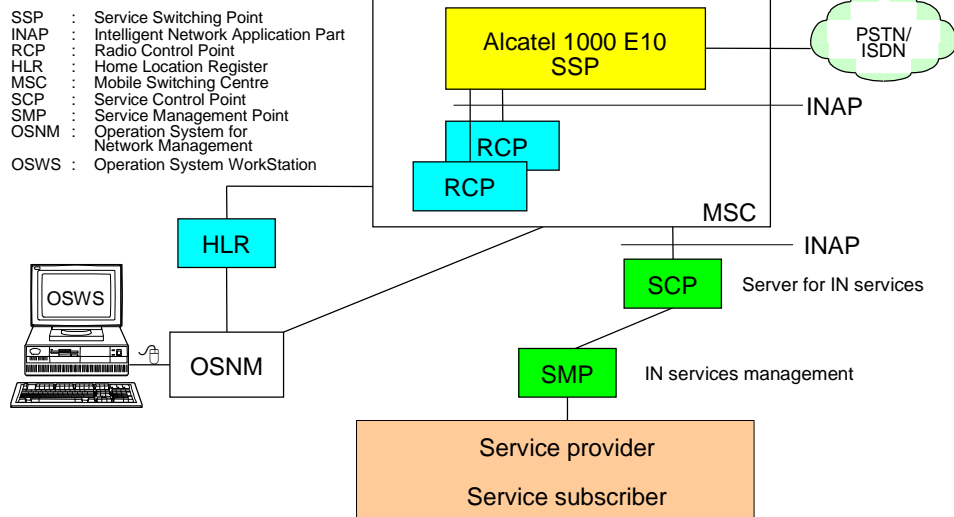 SSP : Service Switching Point
INAP : Intelligent Network Application Part
RCP : Radio Control Point
HLR : Home Location Register
MSC : Mobile Switching Centre
SCP : Service Control Point
SMP : Service Management Point
OSNM : Operation System for
Network Management
OSWS : Operation System WorkStation
Alcatel 1000 E10
SSP
PSTN/
ISDN
INAP
RCP
RCP
MSC
HLR
INAP
SCP
Server for IN services
OSWS
OSNM
SMP
IN services management
Service provider
Service subscriber